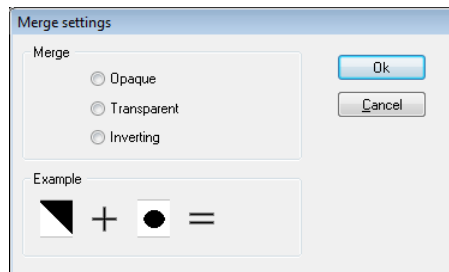 Merge settings
Merge
Opaque
Transparent
Inverting
Ok
Cancel
Example
+ =